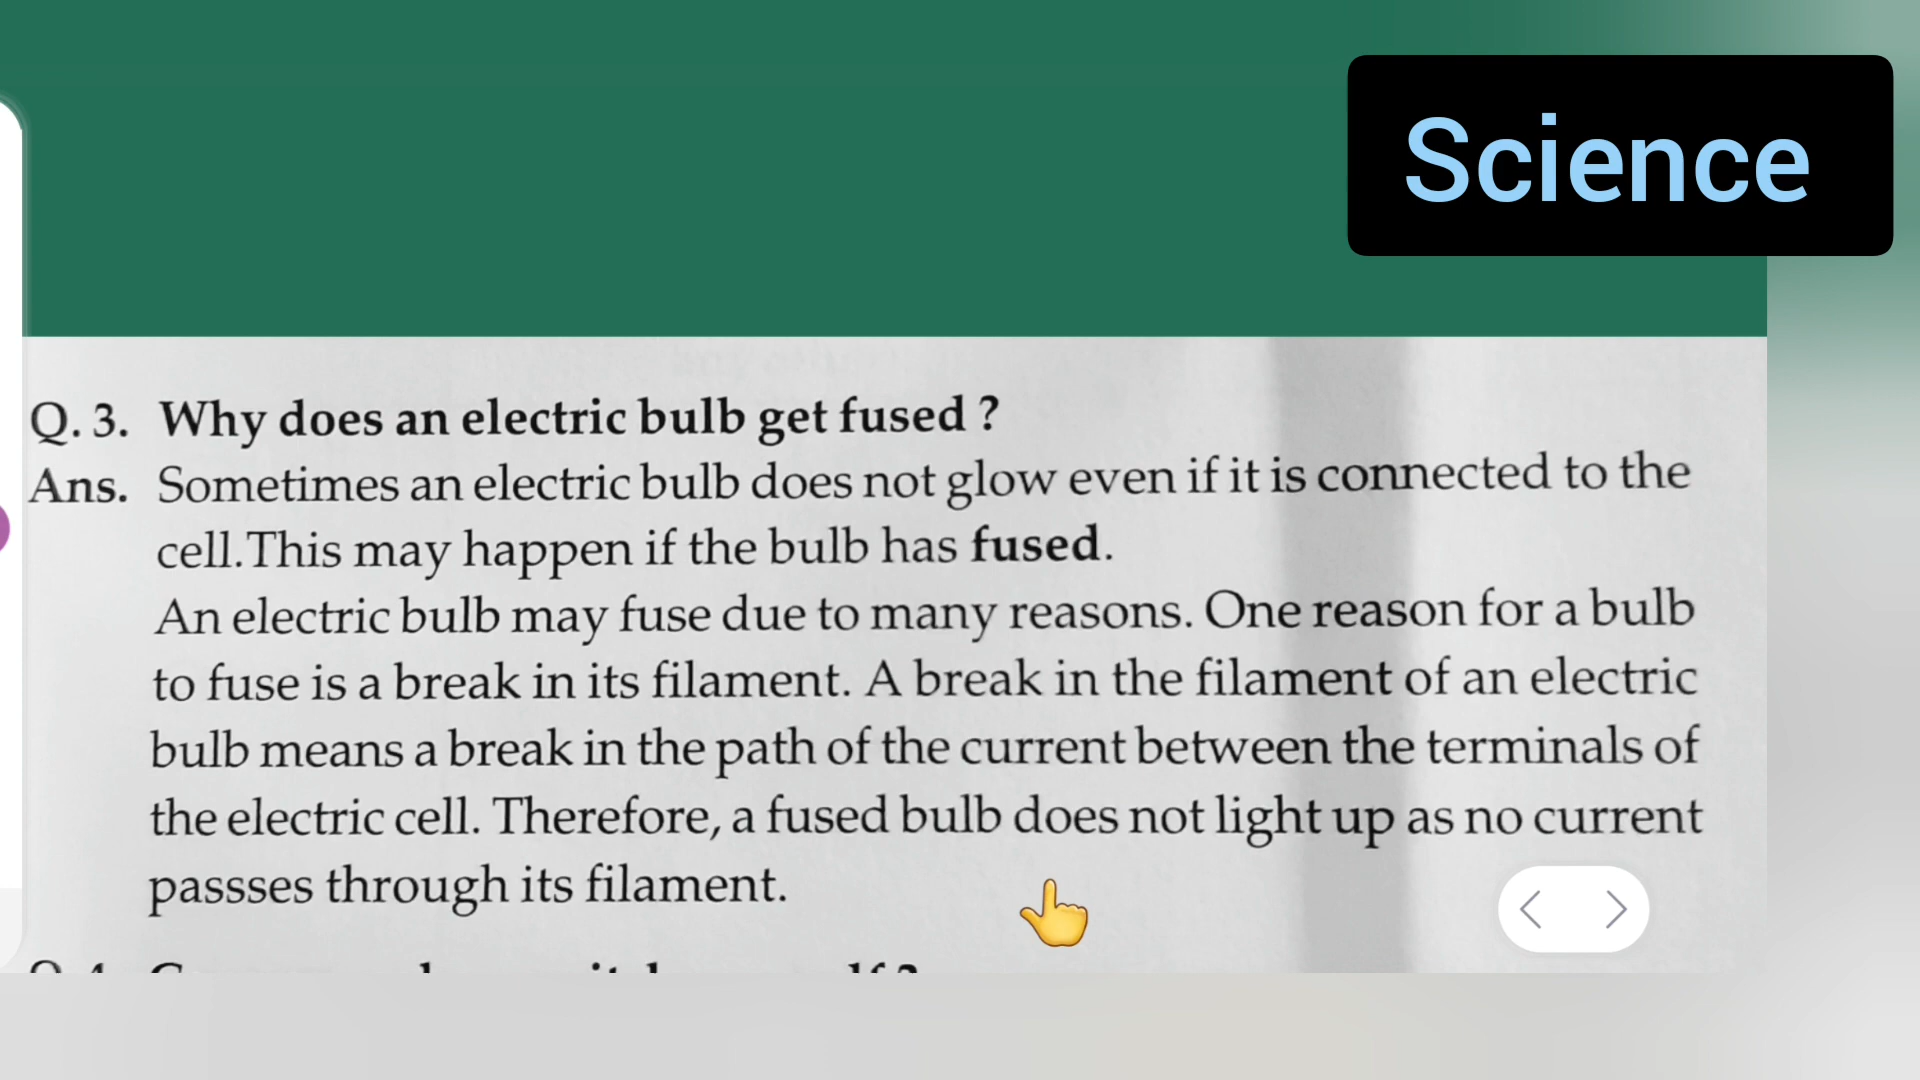 Science
Q. 3. Why does an electric bulb get fused ?
Ans. Sometimes an electric bulb does not glow even if it is connected to the
cell.This may happen if the bulb has fused.
An electric bulb may fuse due to many reasons. One reason for a bulb
to fuse is a break in its filament. A break in the filament of an electric
bulb means a break in the path of the current between the terminals of
the electric cell. Therefore, a fused bulb does not light up as no current
passses through its filament.